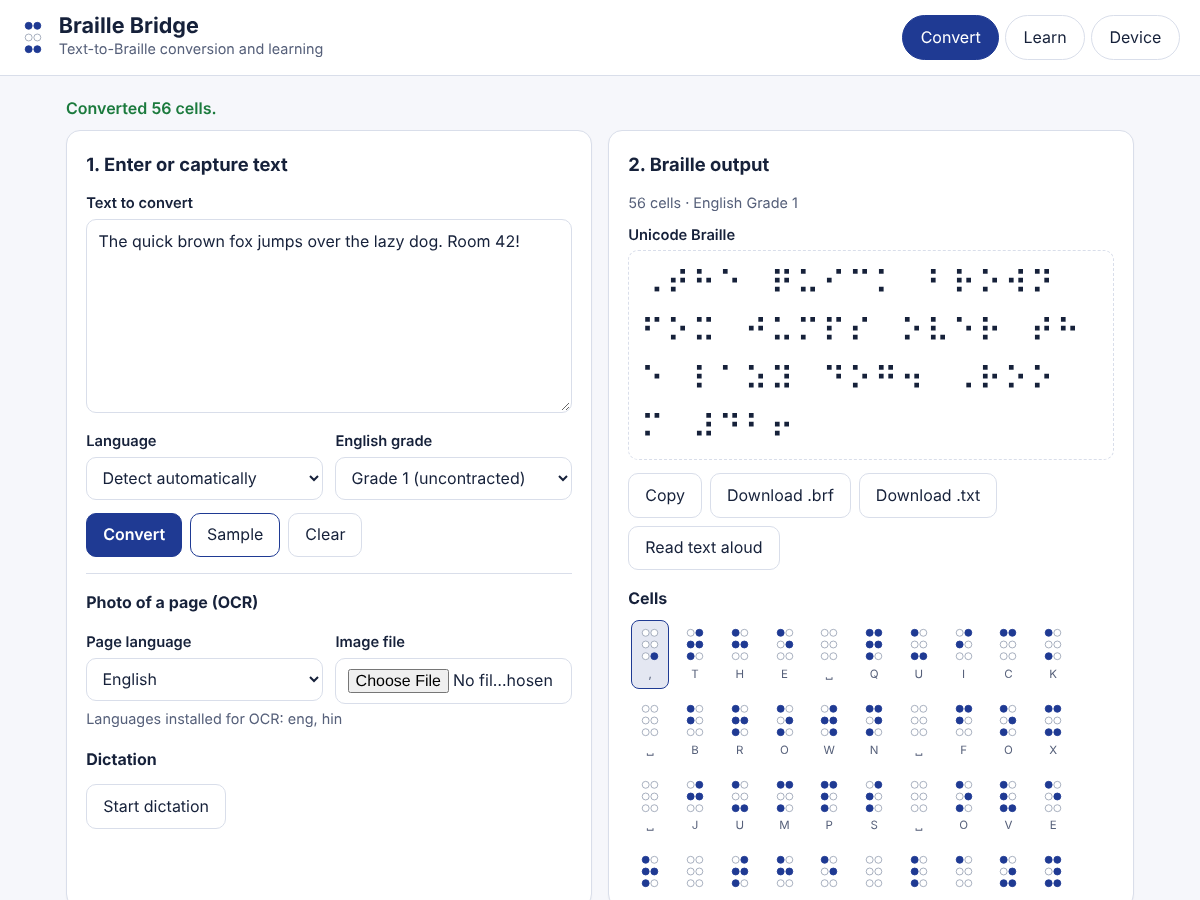 Braille Bridge
Text-to-Braille conversion and learning
Convert
Learn
Device
Converted 56 cells.
1. Enter or capture text
Text to convert
The quick brown fox jumps over the lazy dog. Room 42!
Language
English grade
Detect automatically
Grade 1 (uncontracted)
Convert
Sample
Clear
Photo of a page (OCR)
Page language
Image file
English
Choose File No fil...hosen
Languages installed for OCR: eng, hin
Dictation
Start dictation
2. Braille output
56 cells · English Grade 1
Unicode Braille
⠠⠞⠓⠑⠀⠟⠥⠊⠉⠅⠀⠃⠗⠕⠺⠝
⠋⠕⠭⠀⠚⠥⠍⠏⠎⠀⠕⠧⠑⠗⠀⠞⠓
⠑⠀⠇⠁⠵⠽⠀⠙⠕⠛⠲⠀⠠⠗⠕⠕
⠍⠀⠼⠙⠃⠖
Copy
Download .brf
Download .txt
Read text aloud
Cells
, T H E ␣ Q U I C K
␣ B R O W N ␣ F O X
␣ J U M P S ␣ O V E